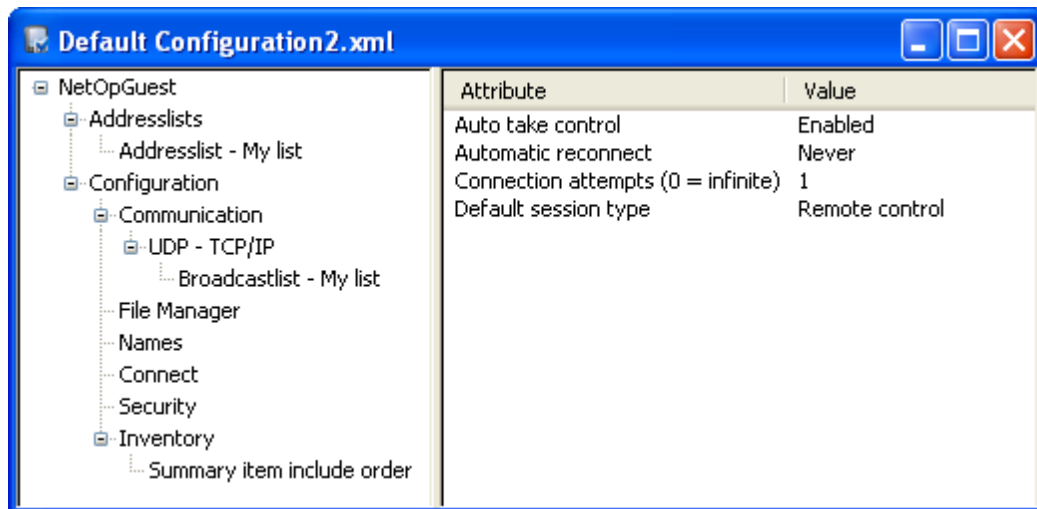 Default Configuration2.xml
NetOpGuest
Addresslists
Addresslist - My list
Configuration
Communication
UDP - TCP/IP
Broadcastlist - My list
File Manager
Names
Connect
Security
Inventory
Summary item include order
Attribute Value
Auto take control Enabled
Automatic reconnect Never
Connection attempts (0 = infinite) 1
Default session type Remote control